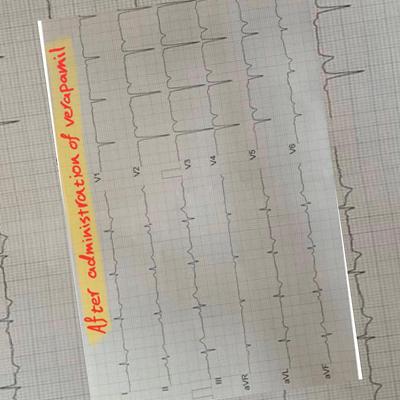 After administration of verapamil
V1
V2
V3
V4
V5
V6
I
II
III
aVR
aVL
aVF